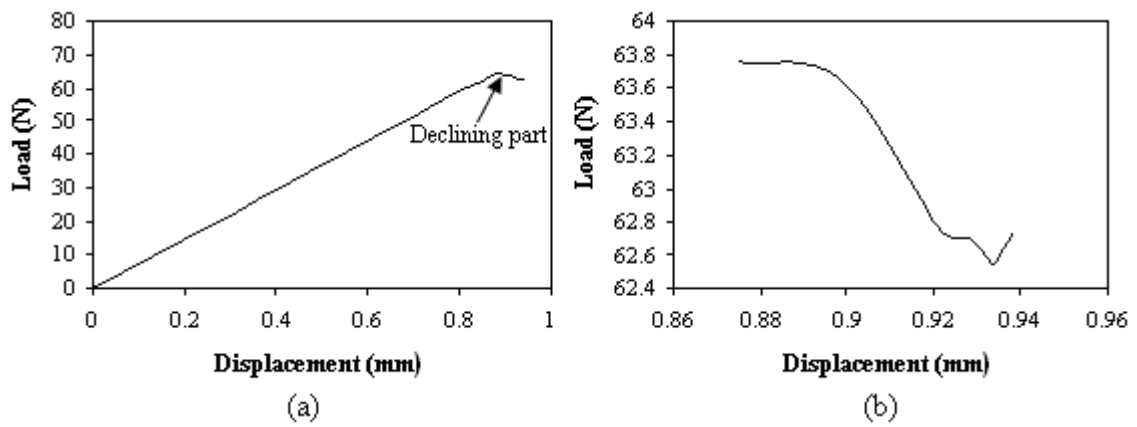 80
70
60
50
40
30
20
10
0
Load (N)
Declining part
0 0.2 0.4 0.6 0.8 1
Displacement (mm)
(a)
64
63.8
63.6
63.4
63.2
63
62.8
62.6
62.4
Load (N)
0.86 0.88 0.9 0.92 0.94 0.96
Displacement (mm)
(b)